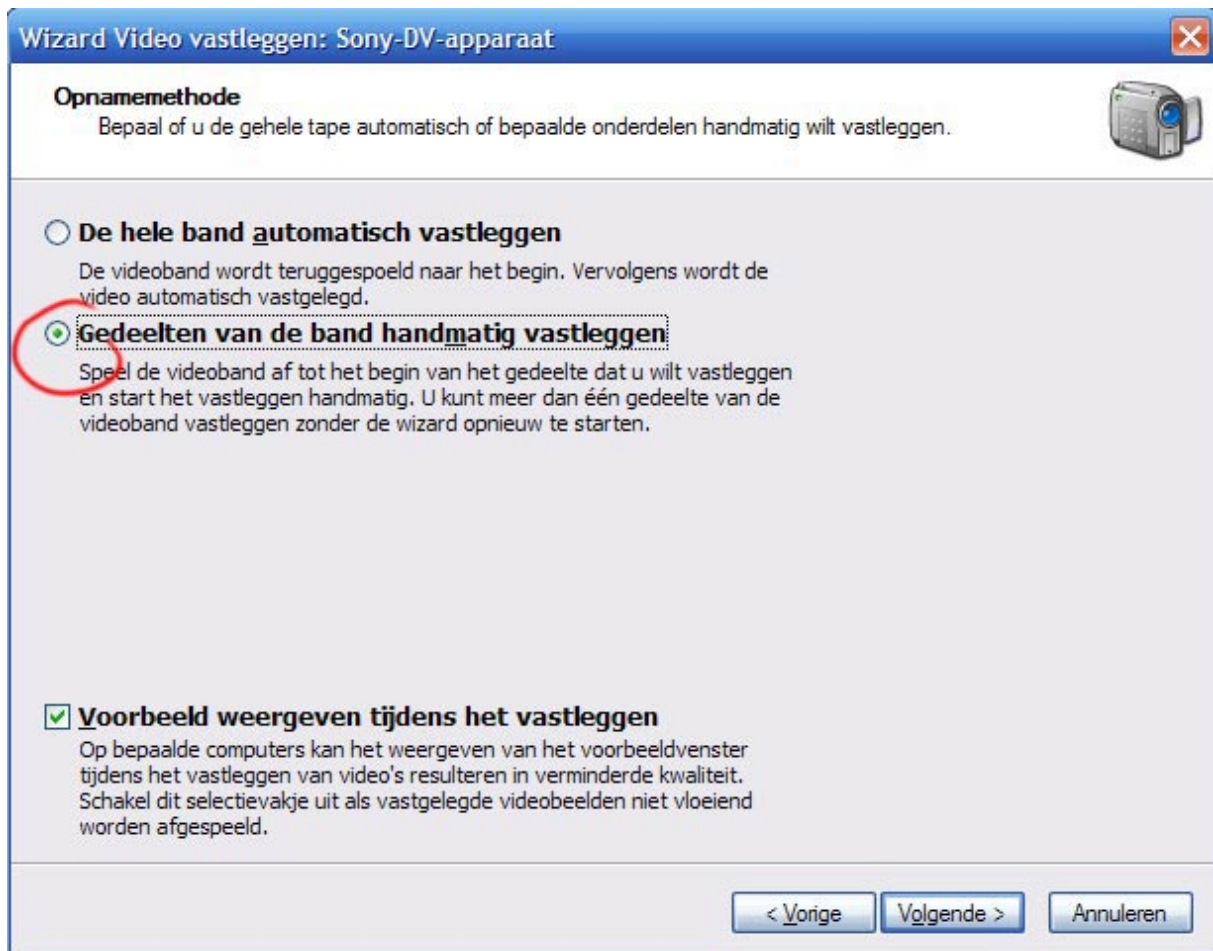 Wizard Video vastleggen: Sony-DV-apparaat
Opnamemethode
Bepaal of u de gehele tape automatisch of bepaalde onderdelen handmatig wilt vastleggen.
De hele band automatisch vastleggen
De videoband wordt teruggespoeld naar het begin. Vervolgens wordt de
video automatisch vastgelegd.
Gedeelten van de band handmatig vastleggen
Speel de videoband af tot het begin van het gedeelte dat u wilt vastleggen
en start het vastleggen handmatig. U kunt meer dan één gedeelte van de
videoband vastleggen zonder de wizard opnieuw te starten.
Voorbeeld weergeven tijdens het vastleggen
Op bepaalde computers kan het weergeven van het voorbeeldvenster
tijdens het vastleggen van video's resulteren in verminderde kwaliteit.
Schakel dit selectievakje uit als vastgelegde videobeelden niet vloeiend
worden afgespeeld.
< Vorige Volgende > Annuleren